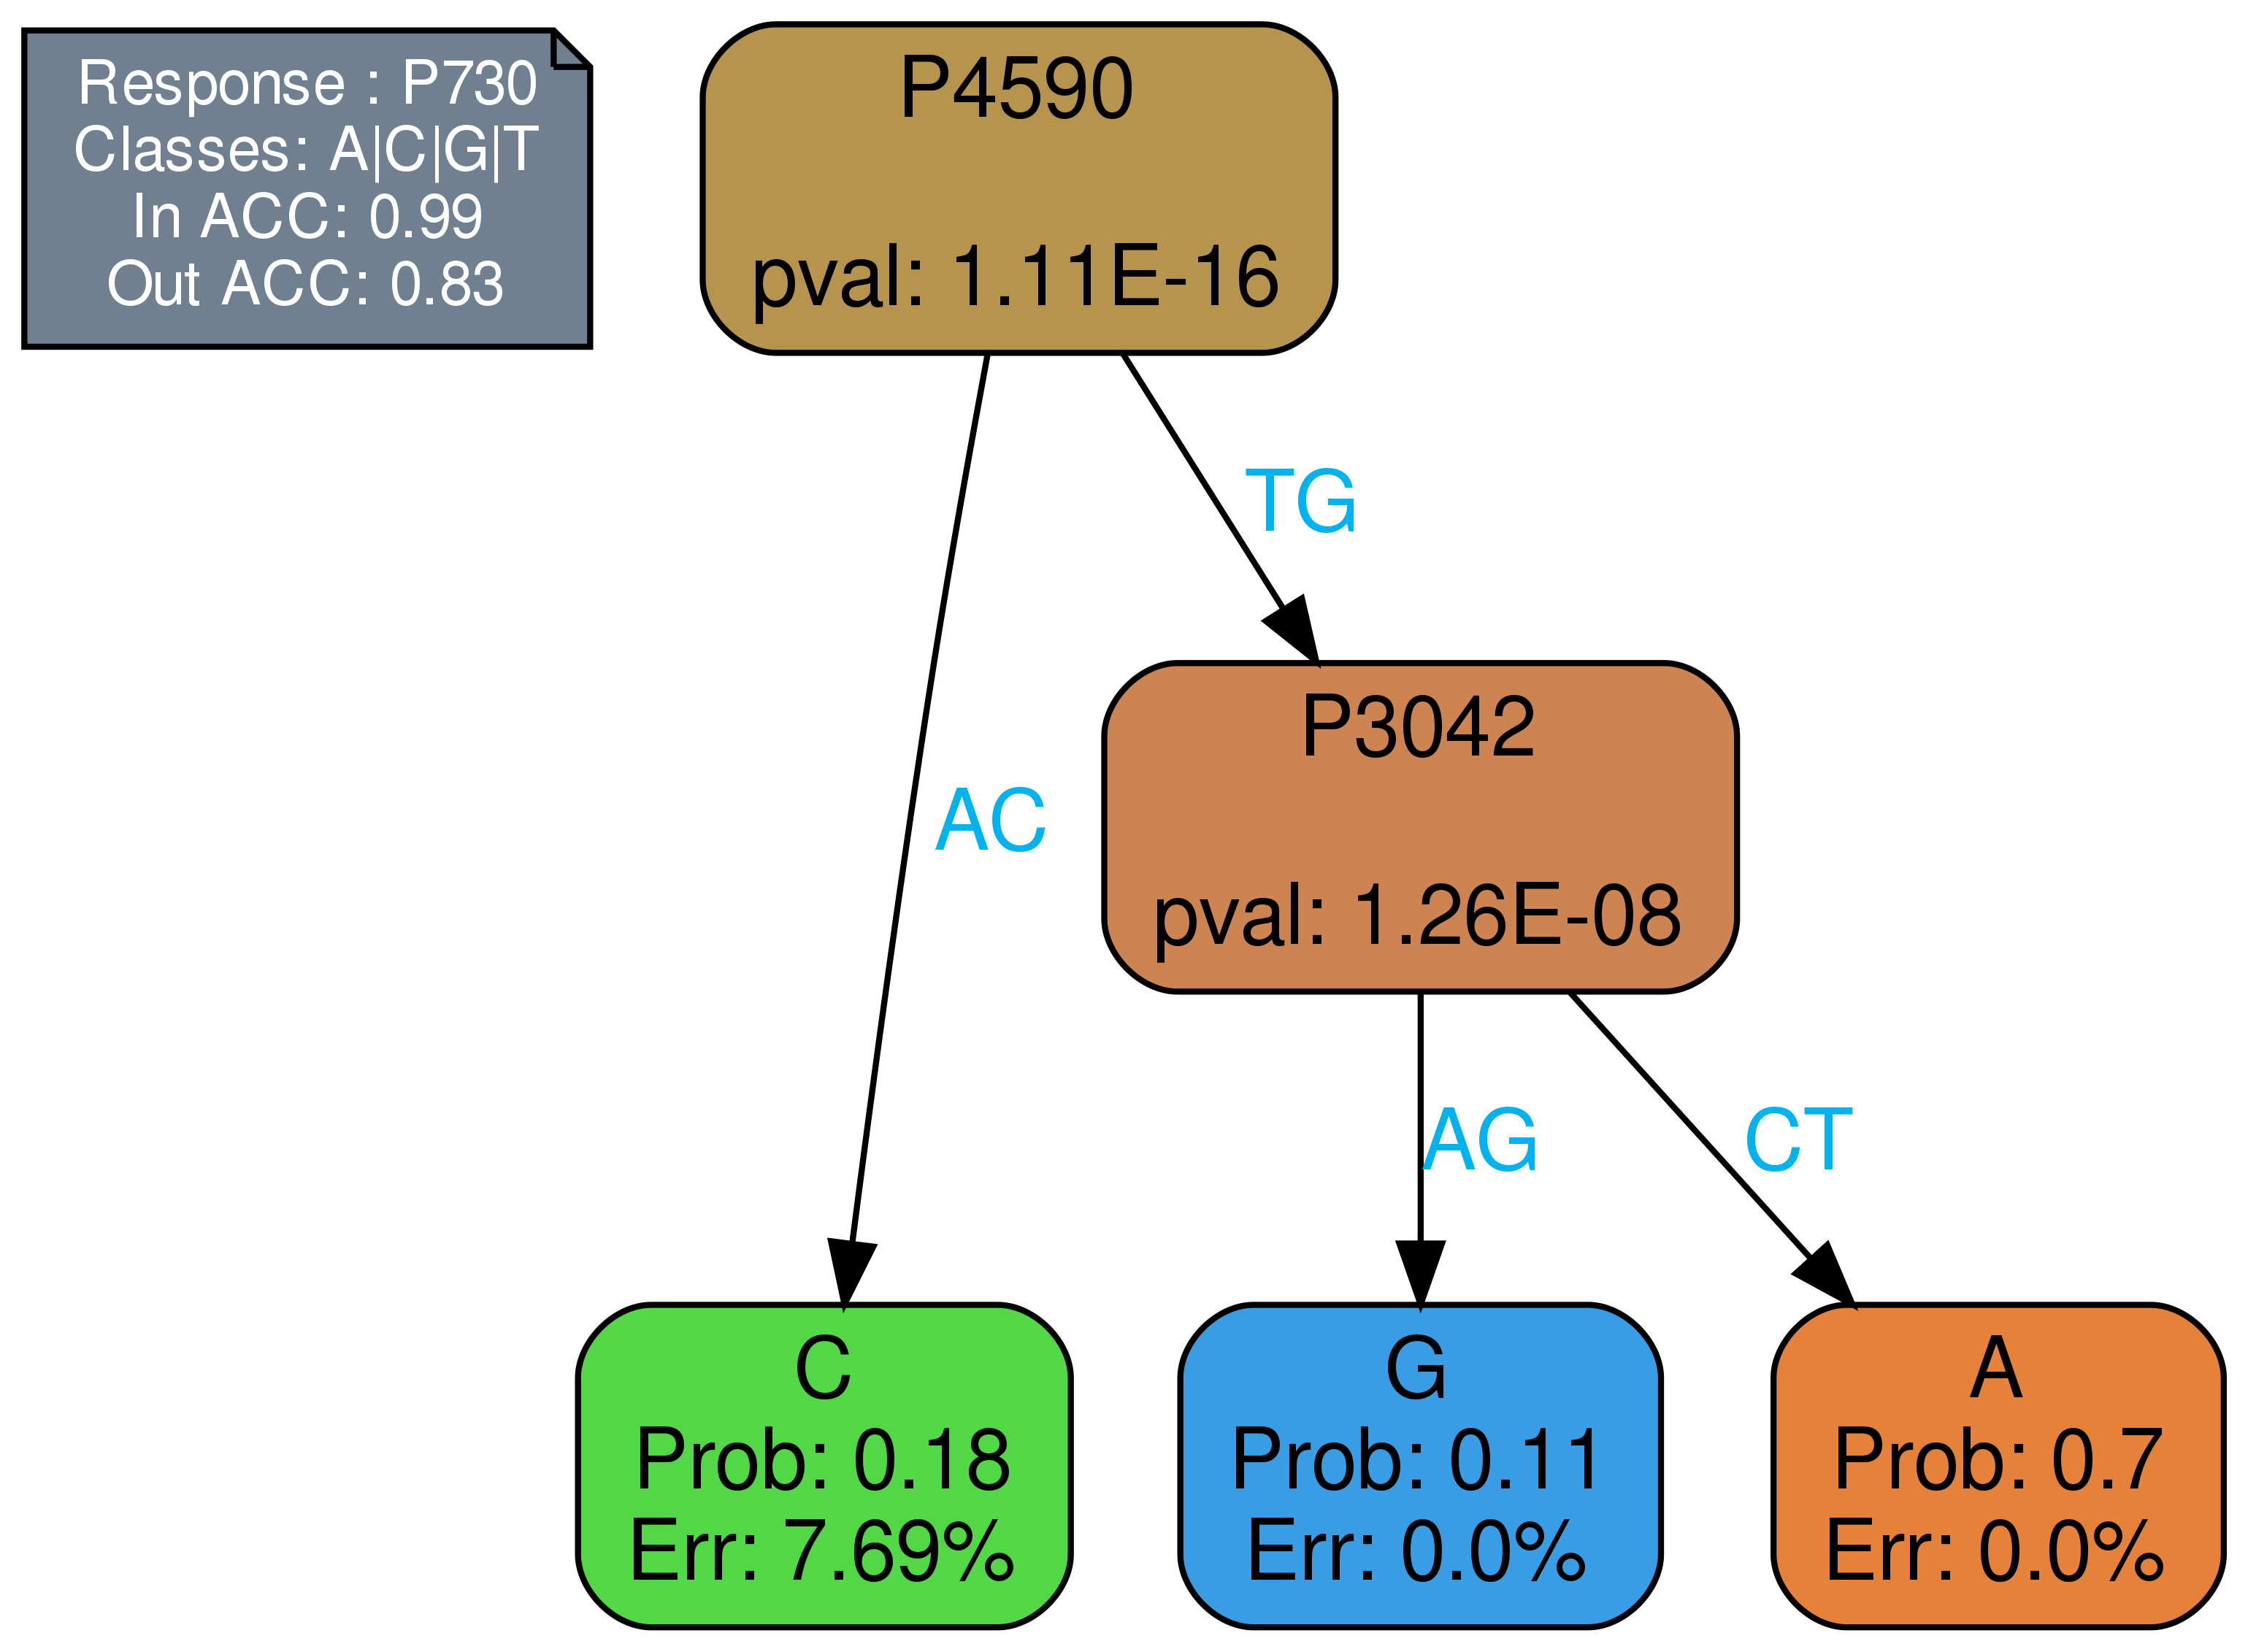 Response : P730
Classes: A|C|G|T
In ACC: 0.99
Out ACC: 0.83
P4590
pval: 1.11E-16
TG
AC
P3042
pval: 1.26E-08
AG
CT
C
Prob: 0.18
Err: 7.69%
G
Prob: 0.11
Err: 0.0%
A
Prob: 0.7
Err: 0.0%